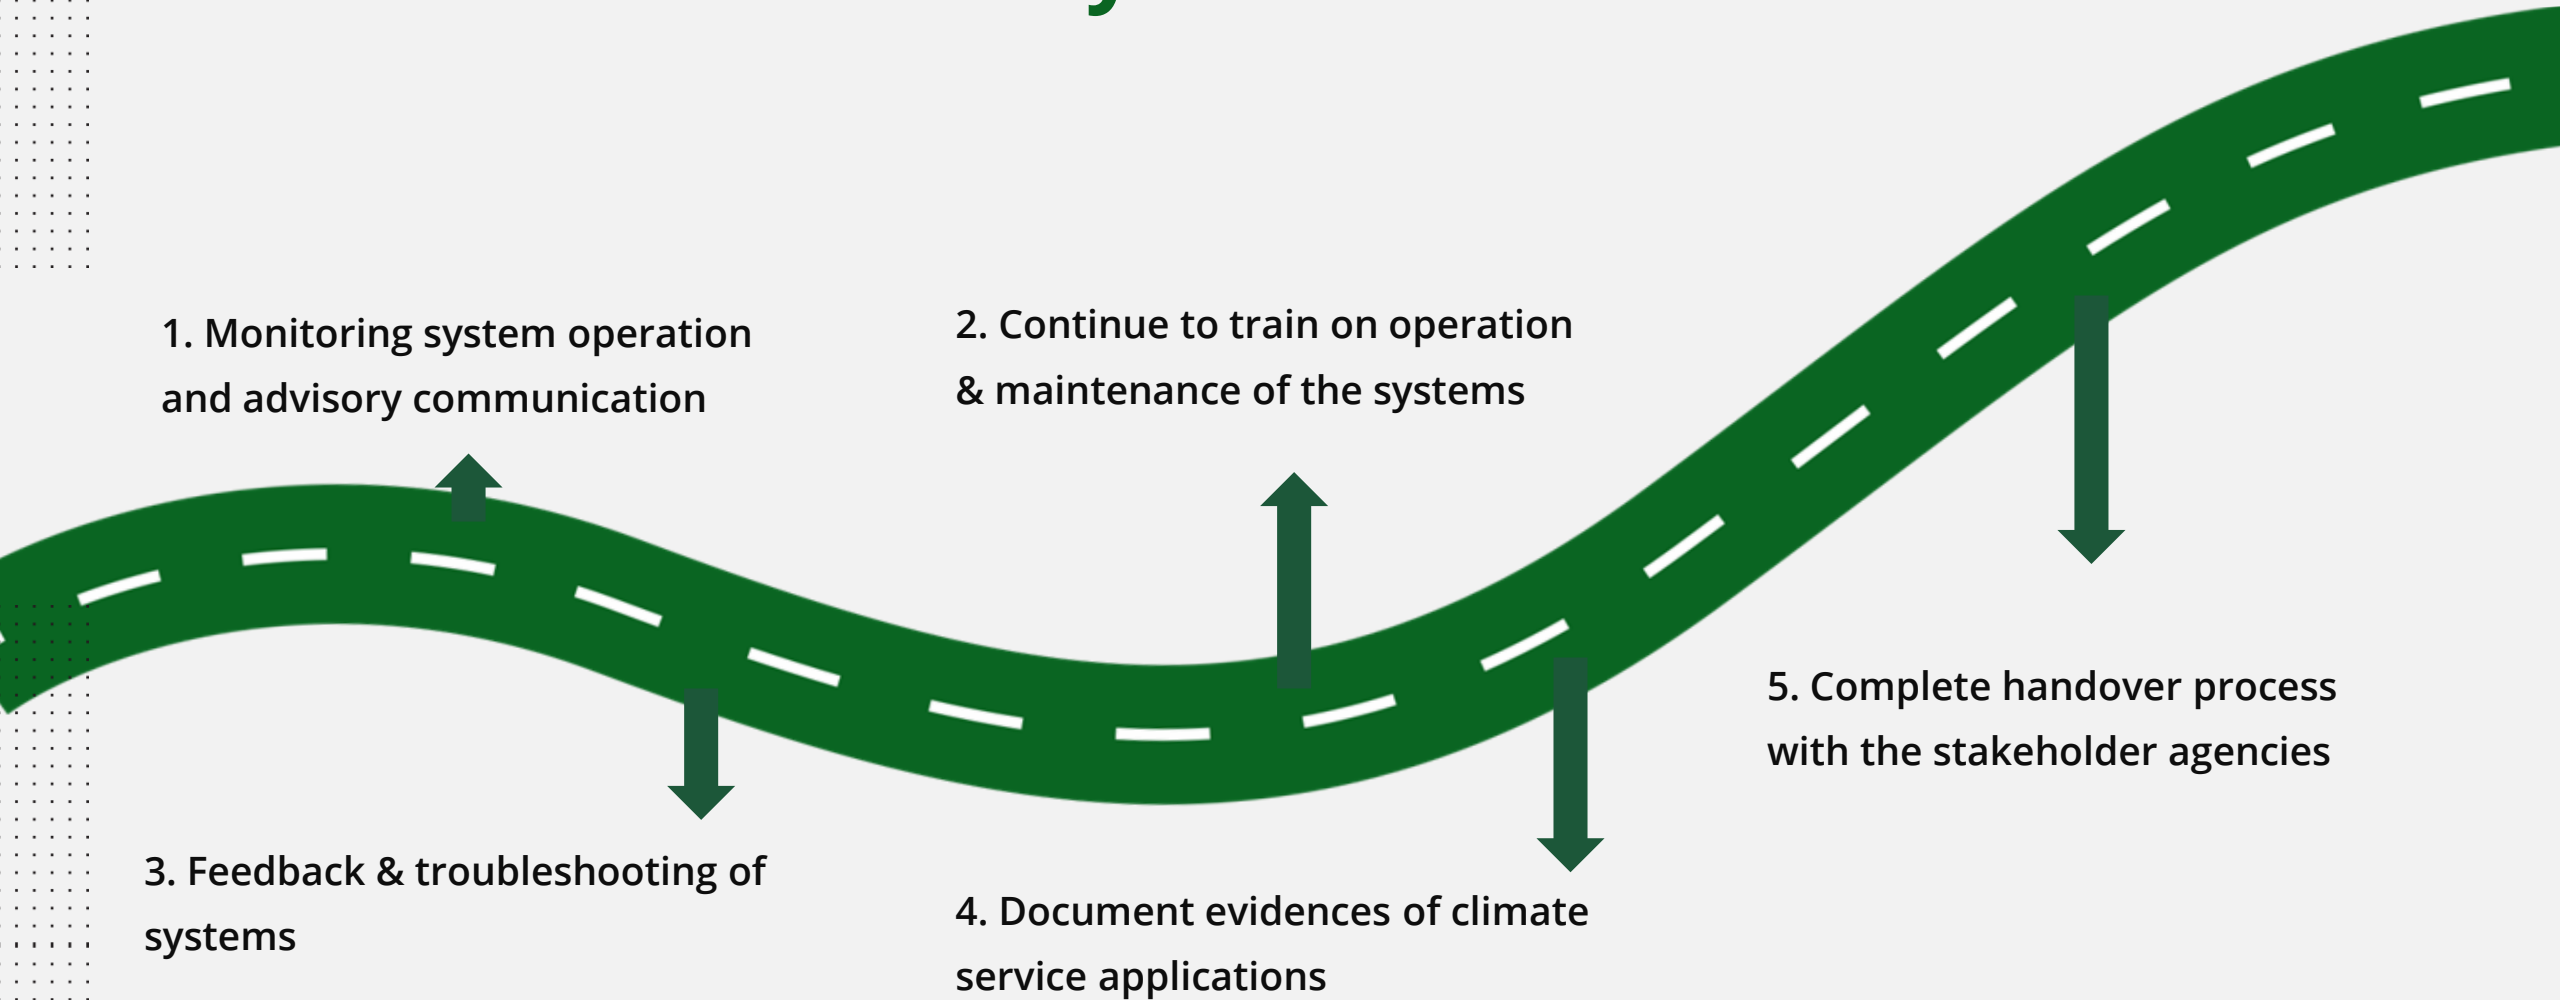 1. Monitoring system operation
and advisory communication
2. Continue to train on operation
& maintenance of the systems
3. Feedback & troubleshooting of
systems
4. Document evidences of climate
service applications
5. Complete handover process
with the stakeholder agencies